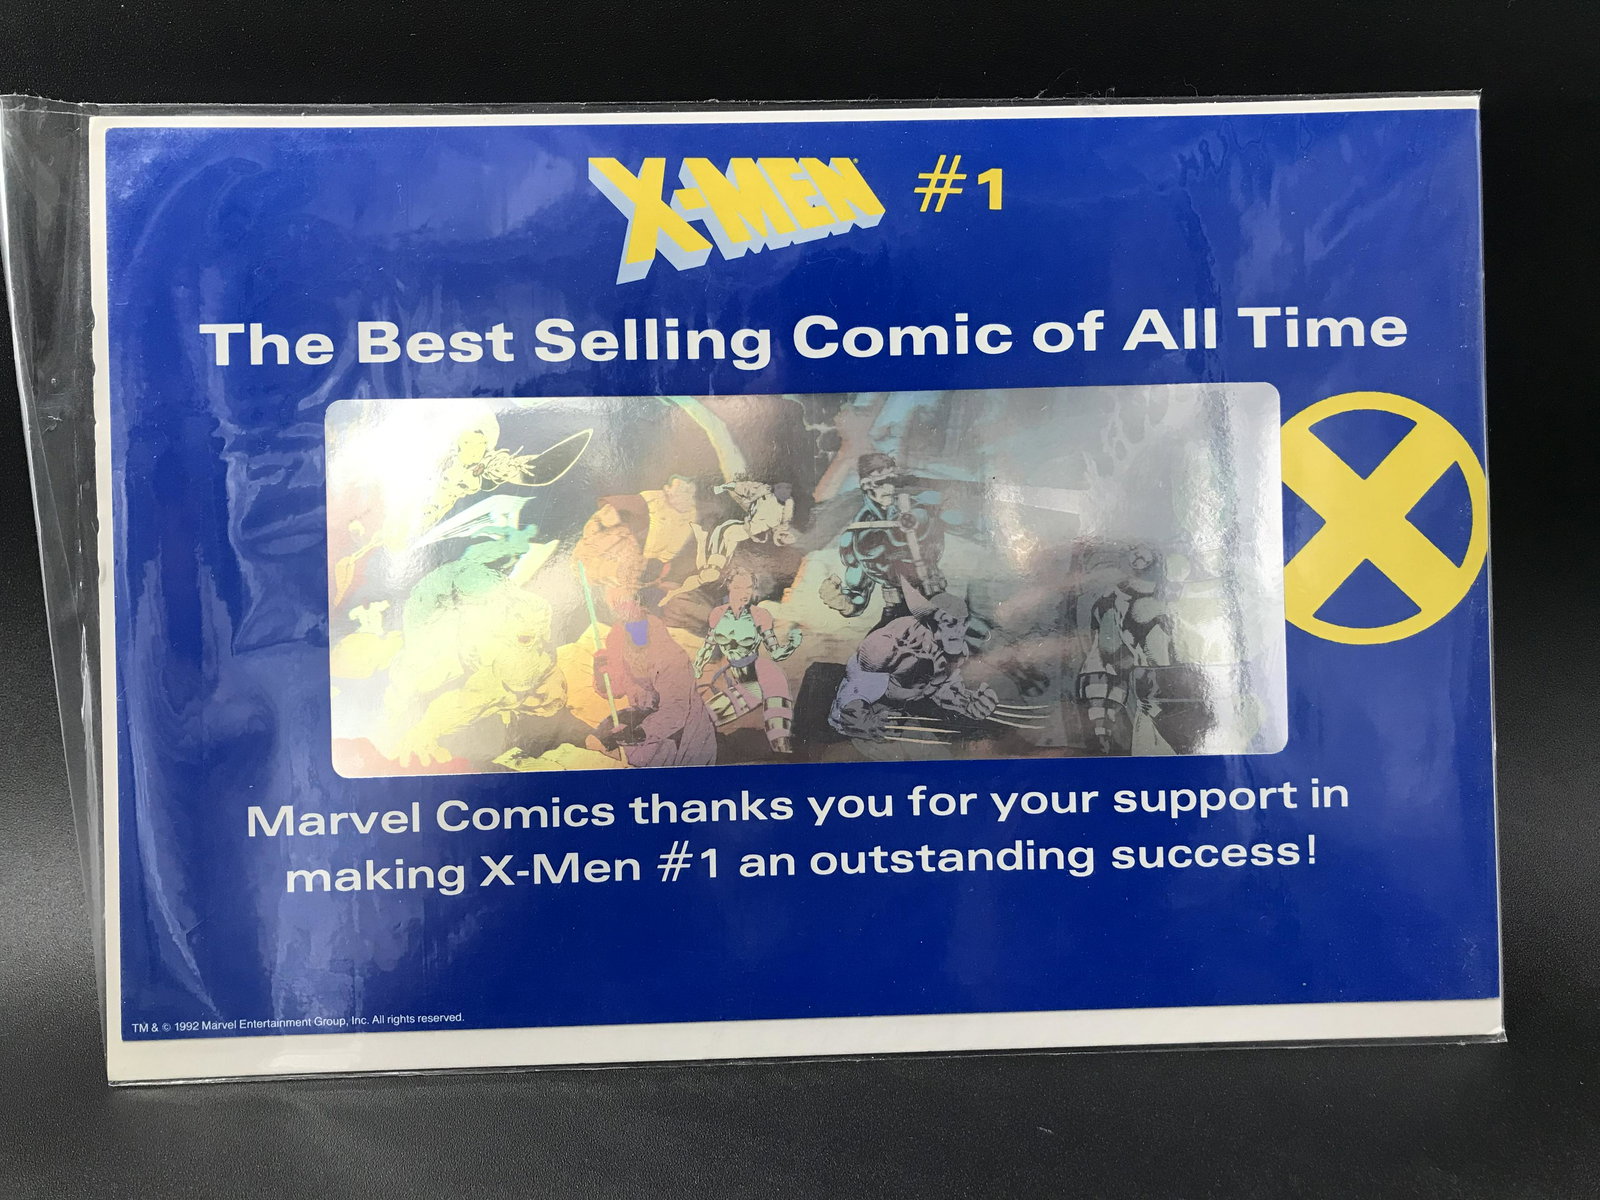 X-MEN® #1
The Best Selling Comic of All Time
Marvel Comics thanks you for your support in
making X-Men #1 an outstanding success!
TM & © 1992 Marvel Entertainment Group, Inc. All rights reserved.